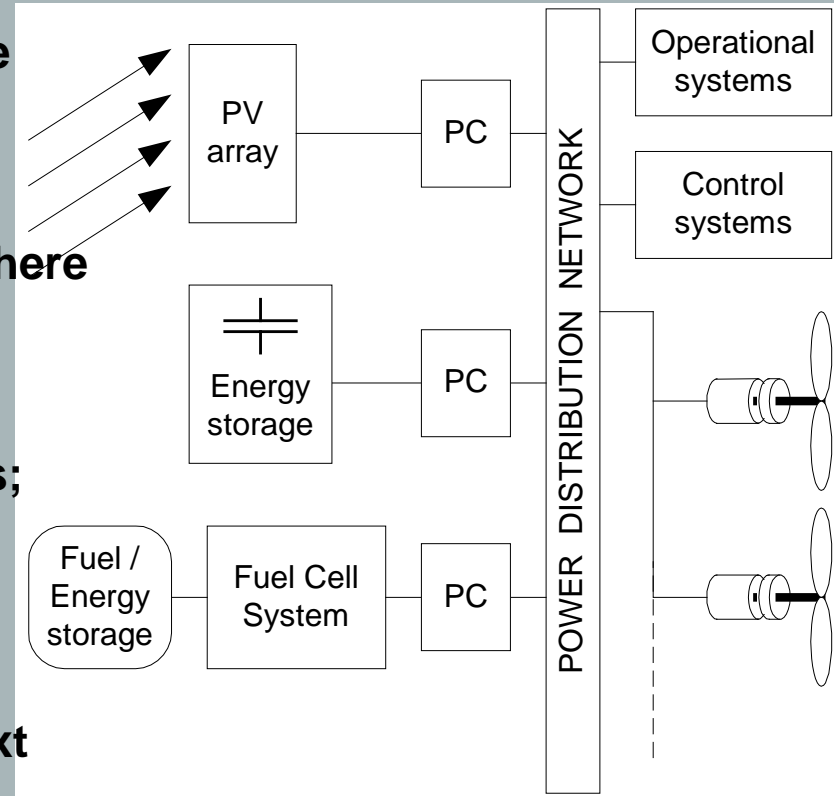 e
here
s;
xt
PV
array
PC
Energy
storage
PC
Fuel /
Energy
storage
Fuel Cell
System
PC
POWER DISTRIBUTION NETWORK
Operational
systems
Control
systems